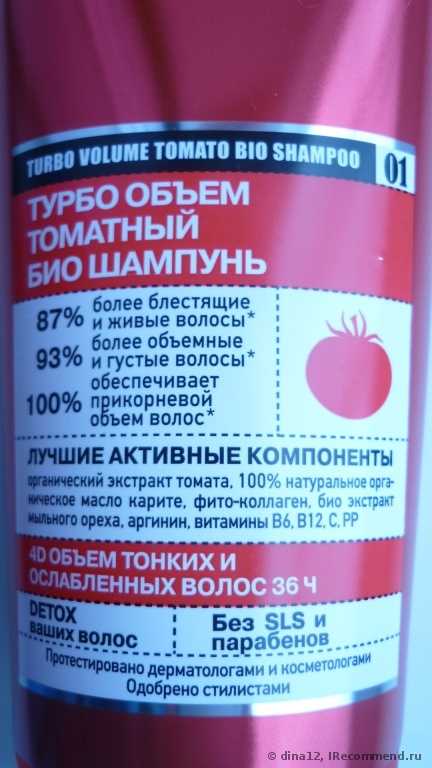 TURBO VOLUME TOMATO BIO SHAMPOO 01
ТУРБО ОБЪЕМ
ТОМАТНЫЙ
БИО ШАМПУНЬ
87% более блестящие
и живые волосы*
93% более объемные
и густые волосы*
100% обеспечивает
прикорневой
объем волос*
ЛУЧШИЕ АКТИВНЫЕ КОМПОНЕНТЫ
органический экстракт томата, 100% натуральное орга-
ническое масло карите, фито-коллаген, био экстракт
мыльного ореха, аргинин, витамины B6, B12, C, PP
4D ОБЪЕМ ТОНКИХ И
ОСЛАБЛЕННЫХ ВОЛОС 36 Ч
DETOX
ваших волос
Без SLS и
парабенов
Протестировано дерматологами и косметологами
Одобрено стилистами
© dina12, IRecommend.ru